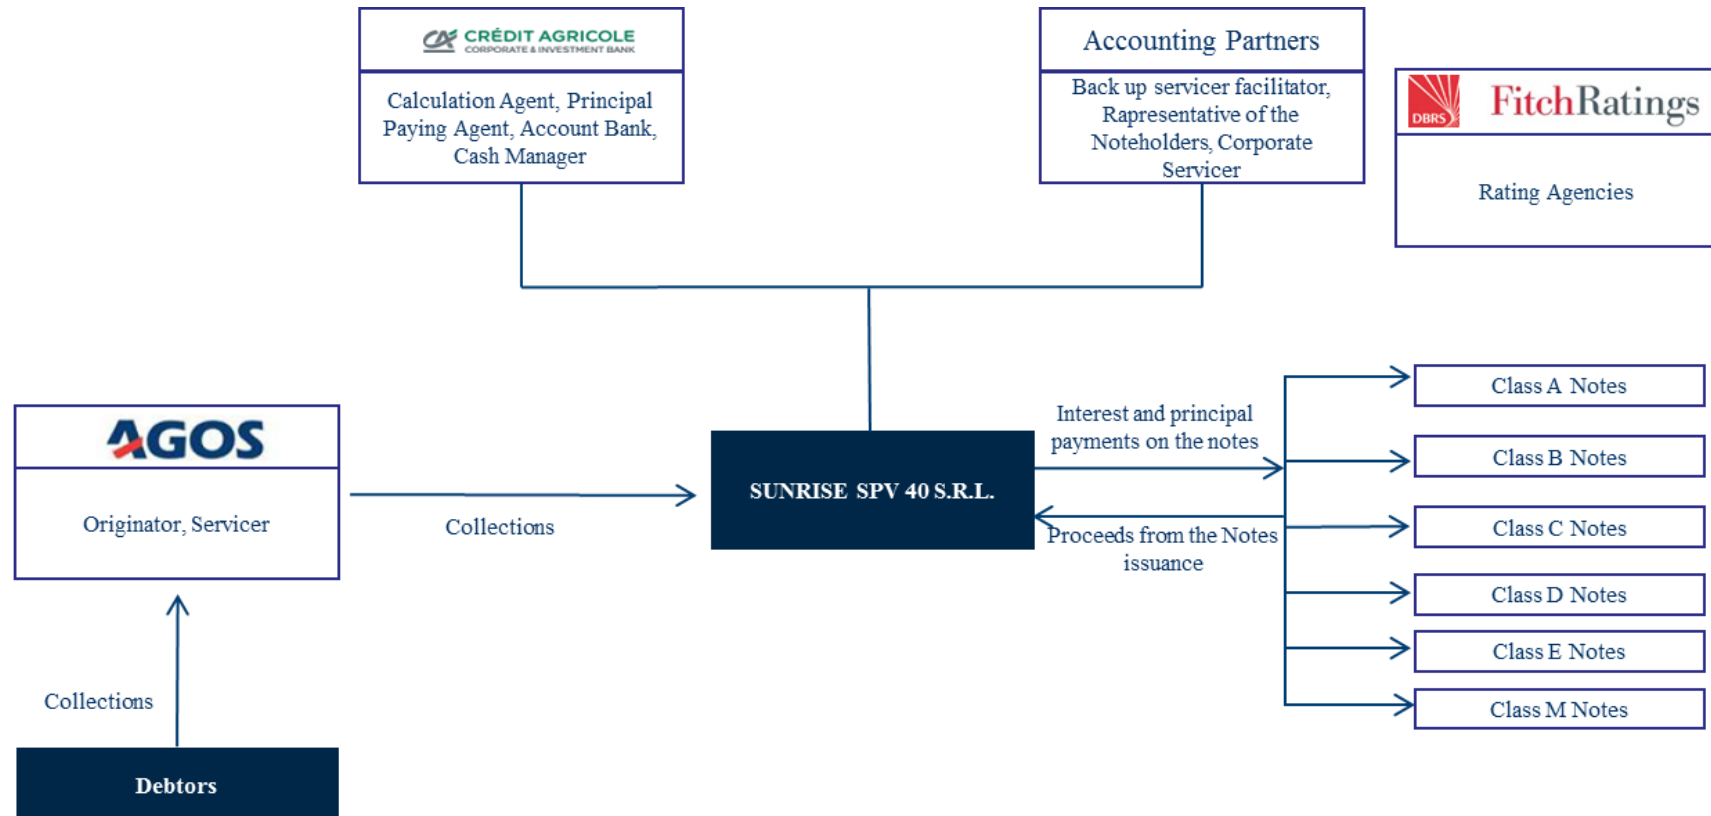 CRÉDIT AGRICOLE
CORPORATE & INVESTMENT BANK
Calculation Agent, Principal
Paying Agent, Account Bank,
Cash Manager
Accounting Partners
Back up servicer facilitator,
Rapresentative of the
Noteholders, Corporate
Servicer
DBRS
FitchRatings
Rating Agencies
AGOS
Originator, Servicer
Collections
Collections
Debtors
SUNRISE SPV 40 S.R.L.
Interest and principal
payments on the notes
Proceeds from the Notes
issuance
Class A Notes
Class B Notes
Class C Notes
Class D Notes
Class E Notes
Class M Notes